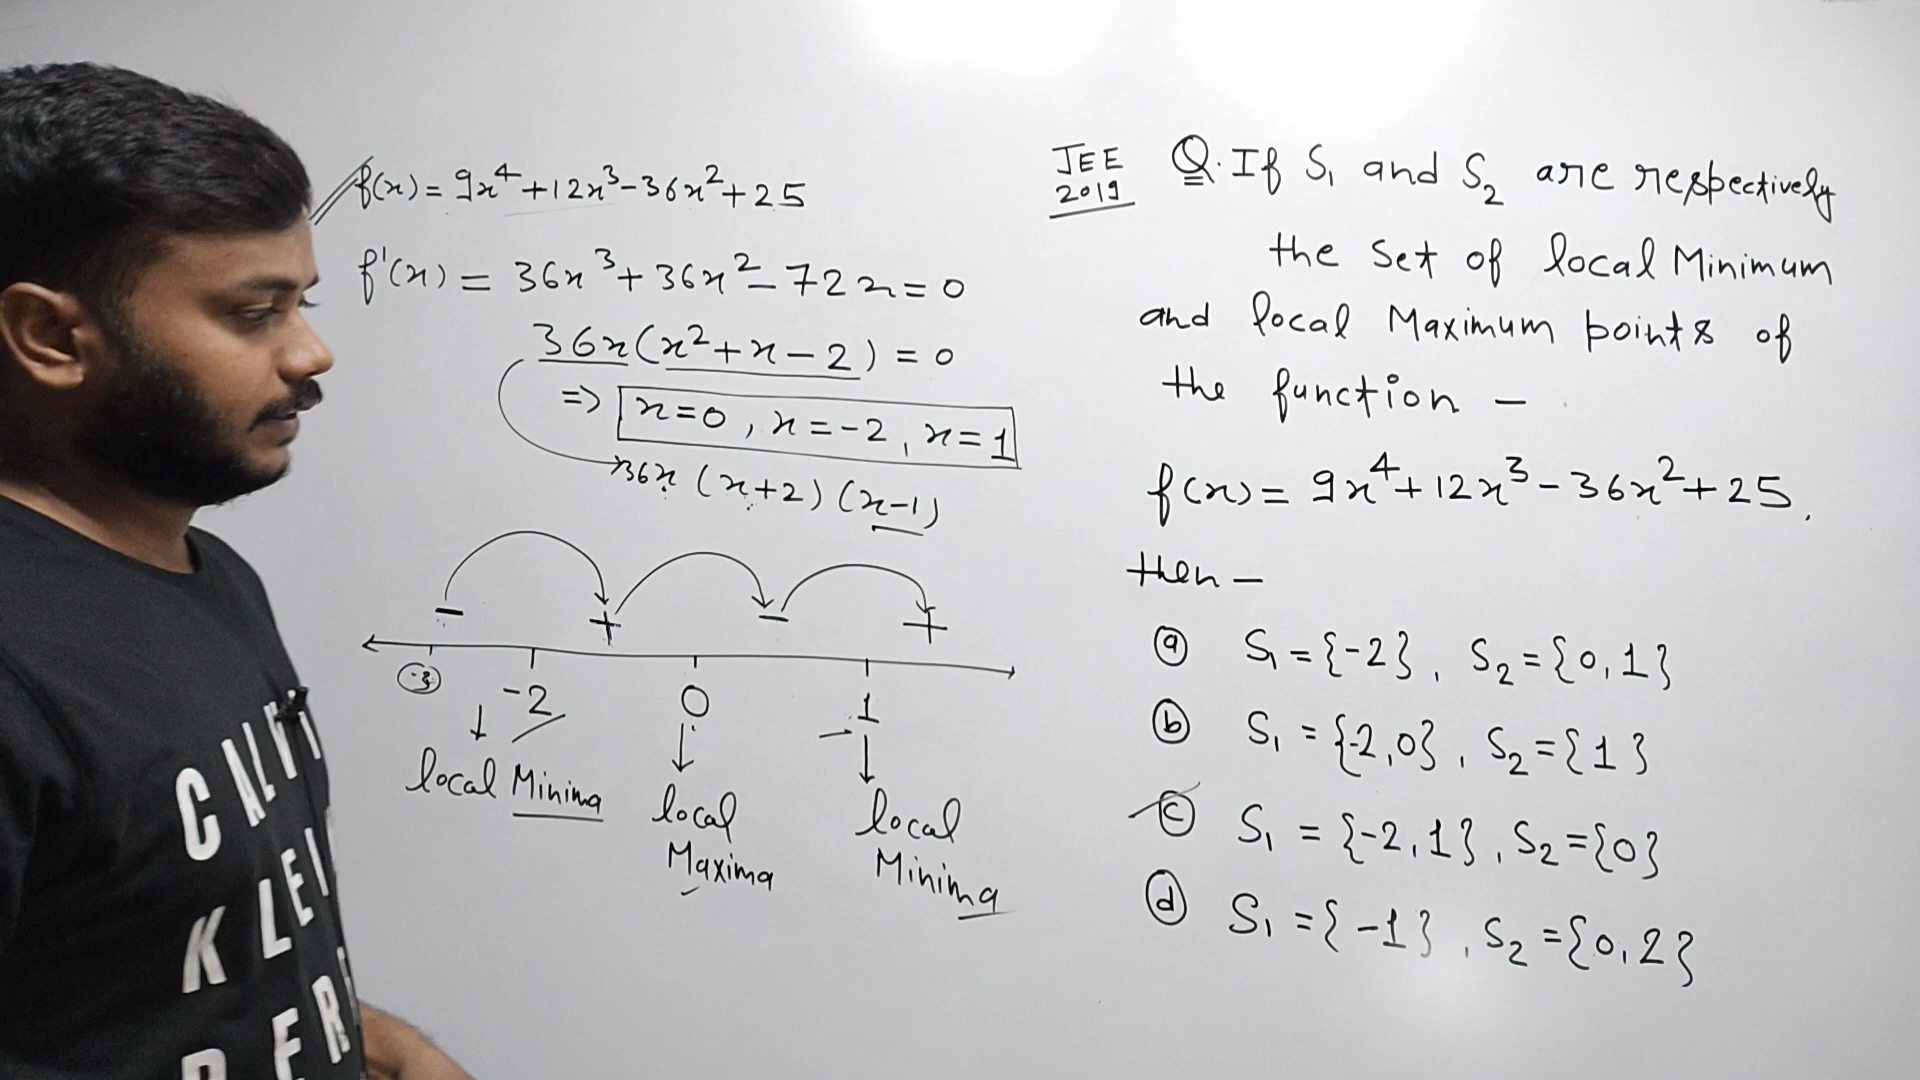 f(x) = 9x⁴+12x³-36x²+25
f'(x) = 36x³+36x²-72x=0
36x(x²+x-2) = 0
=> x=0, x=-2, x=1
36x (x+2) (x-1)
- + - +
-3 -2 0 1
local Minima
local Maxima
local Minima
JEE 2019
Q. If S₁ and S₂ are respectively
the set of local Minimum
and local Maximum points of
the function -
f(x) = 9x⁴+12x³-36x²+25,
then -
(a) S₁={-2}, S₂={0,1}
(b) S₁={-2,0}, S₂={1}
(c) S₁={-2,1}, S₂={0}
(d) S₁={-1}, S₂={0,2}
CALVI
KLEI
PER